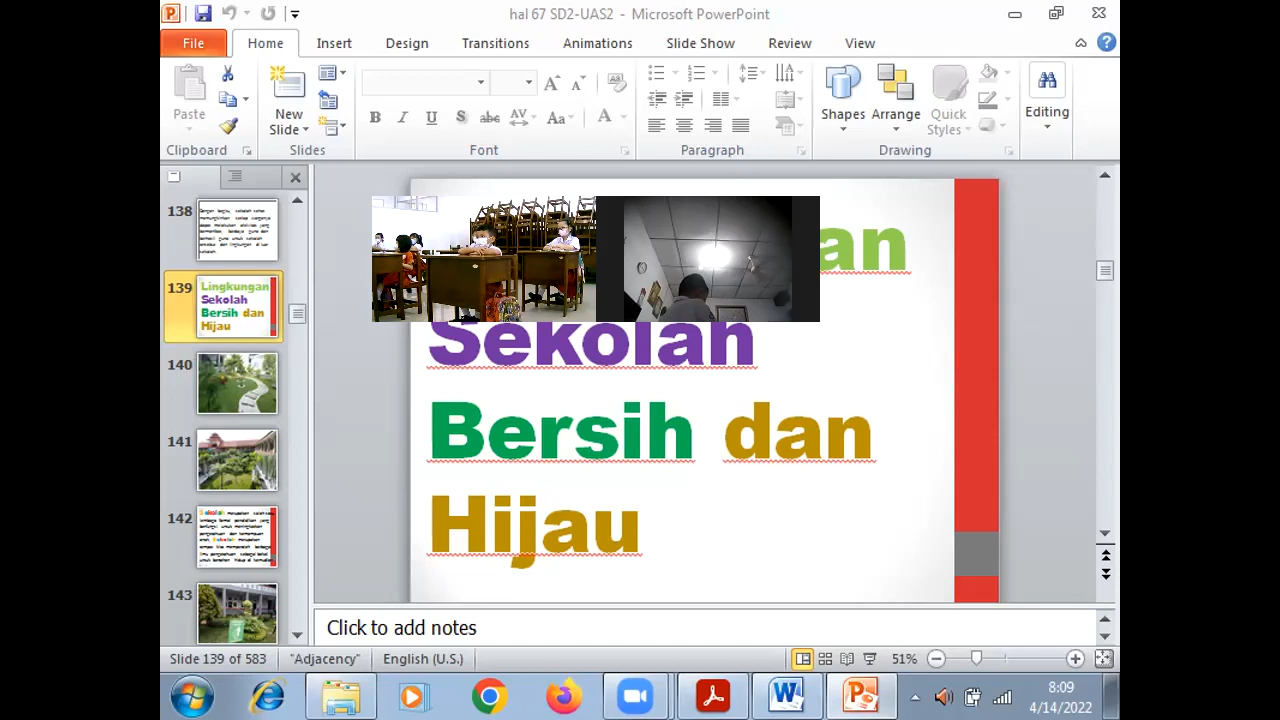 hal 67 SD2-UAS2 - Microsoft PowerPoint
File Home Insert Design Transitions Animations Slide Show Review View
Paste
New Slide
Shapes Arrange Quick Styles
Editing
Clipboard Slides Font Paragraph Drawing
138
139
Lingkungan
Sekolah
Bersih dan
Hijau
140
141
142
143
an
Sekolah
Bersih dan
Hijau
Click to add notes
Slide 139 of 583 "Adjacency" English (U.S.) 51%
8:09
4/14/2022